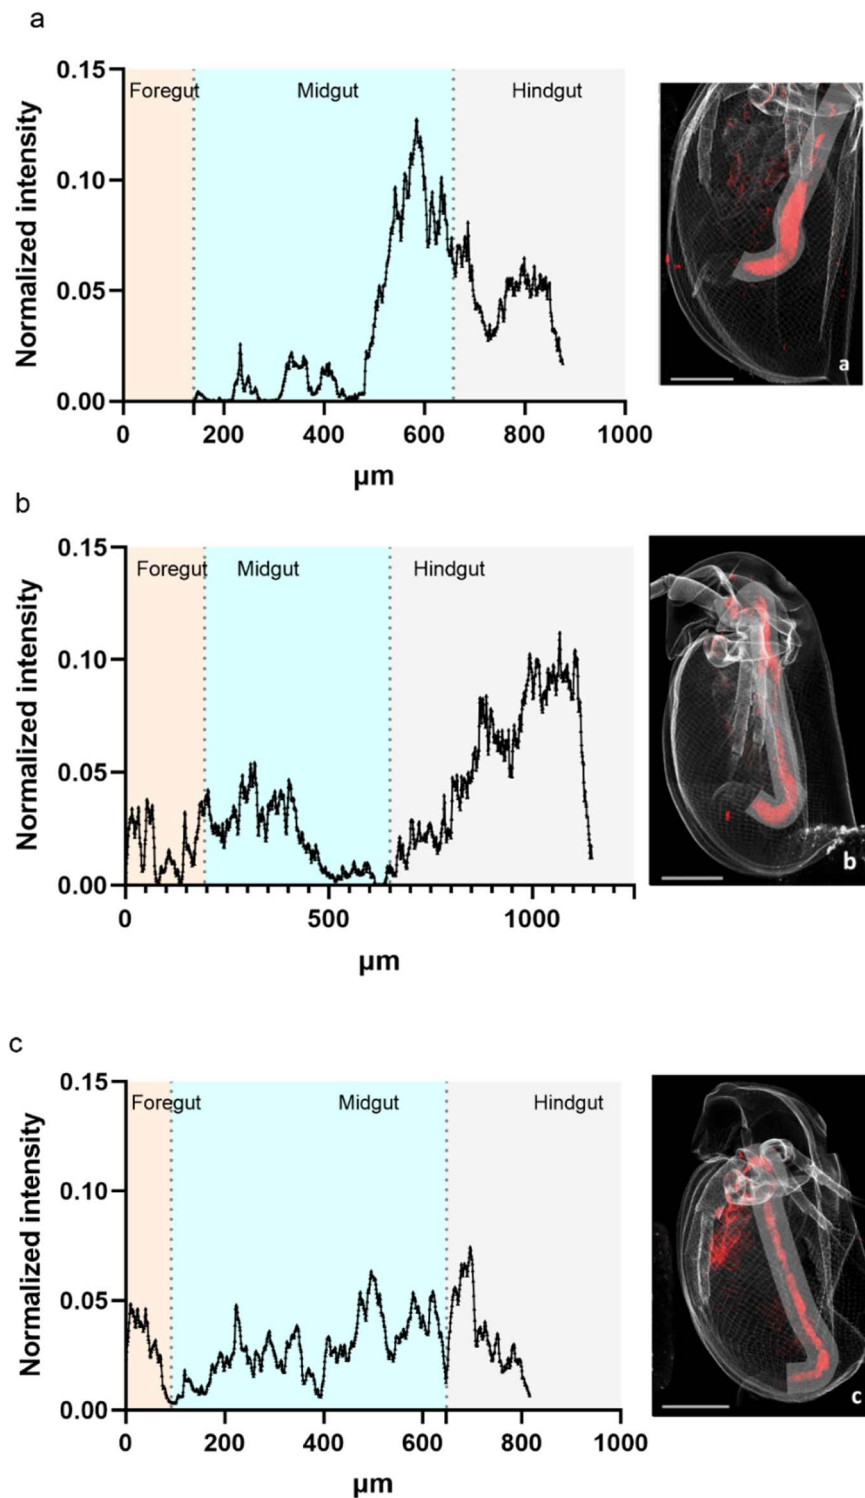 a
0.15
Foregut Midgut Hindgut
0.10
Normalized intensity
0.05
0.00
0 200 400 600 800 1000
µm
a
b
0.15
Foregut Midgut Hindgut
0.10
Normalized intensity
0.05
0.00
0 500 1000
µm
b
c
0.15
Foregut Midgut Hindgut
0.10
Normalized intensity
0.05
0.00
0 200 400 600 800 1000
µm
c